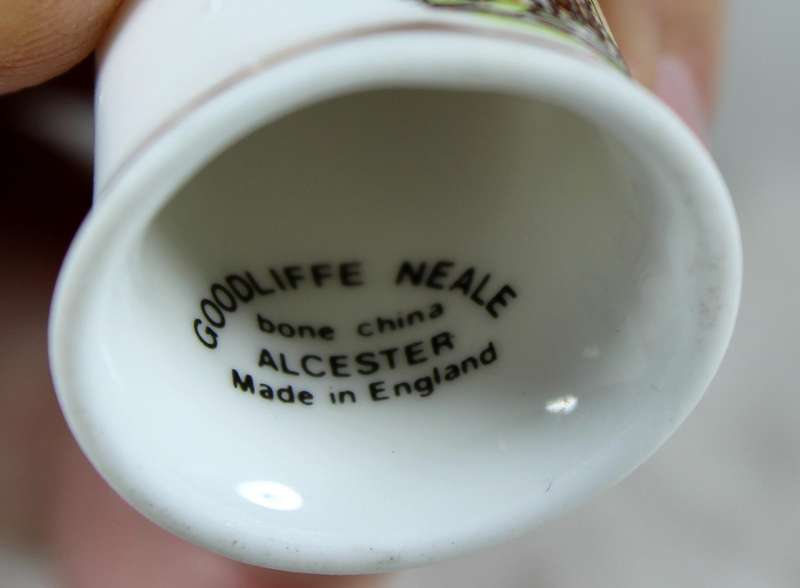 GOODLIFFE NEALE
bone china
ALCESTER
Made in England